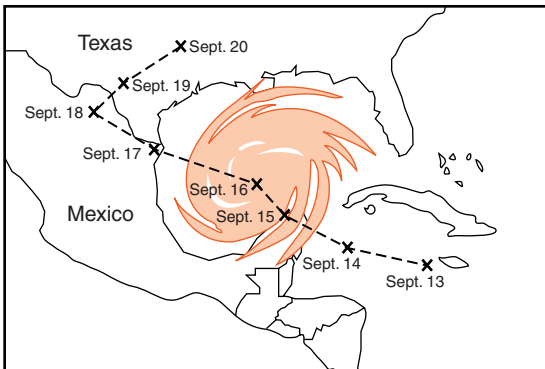 Texas
Sept. 20
Sept. 19
Sept. 18
Sept. 17
Sept. 16
Mexico
Sept. 15
Sept. 14
Sept. 13